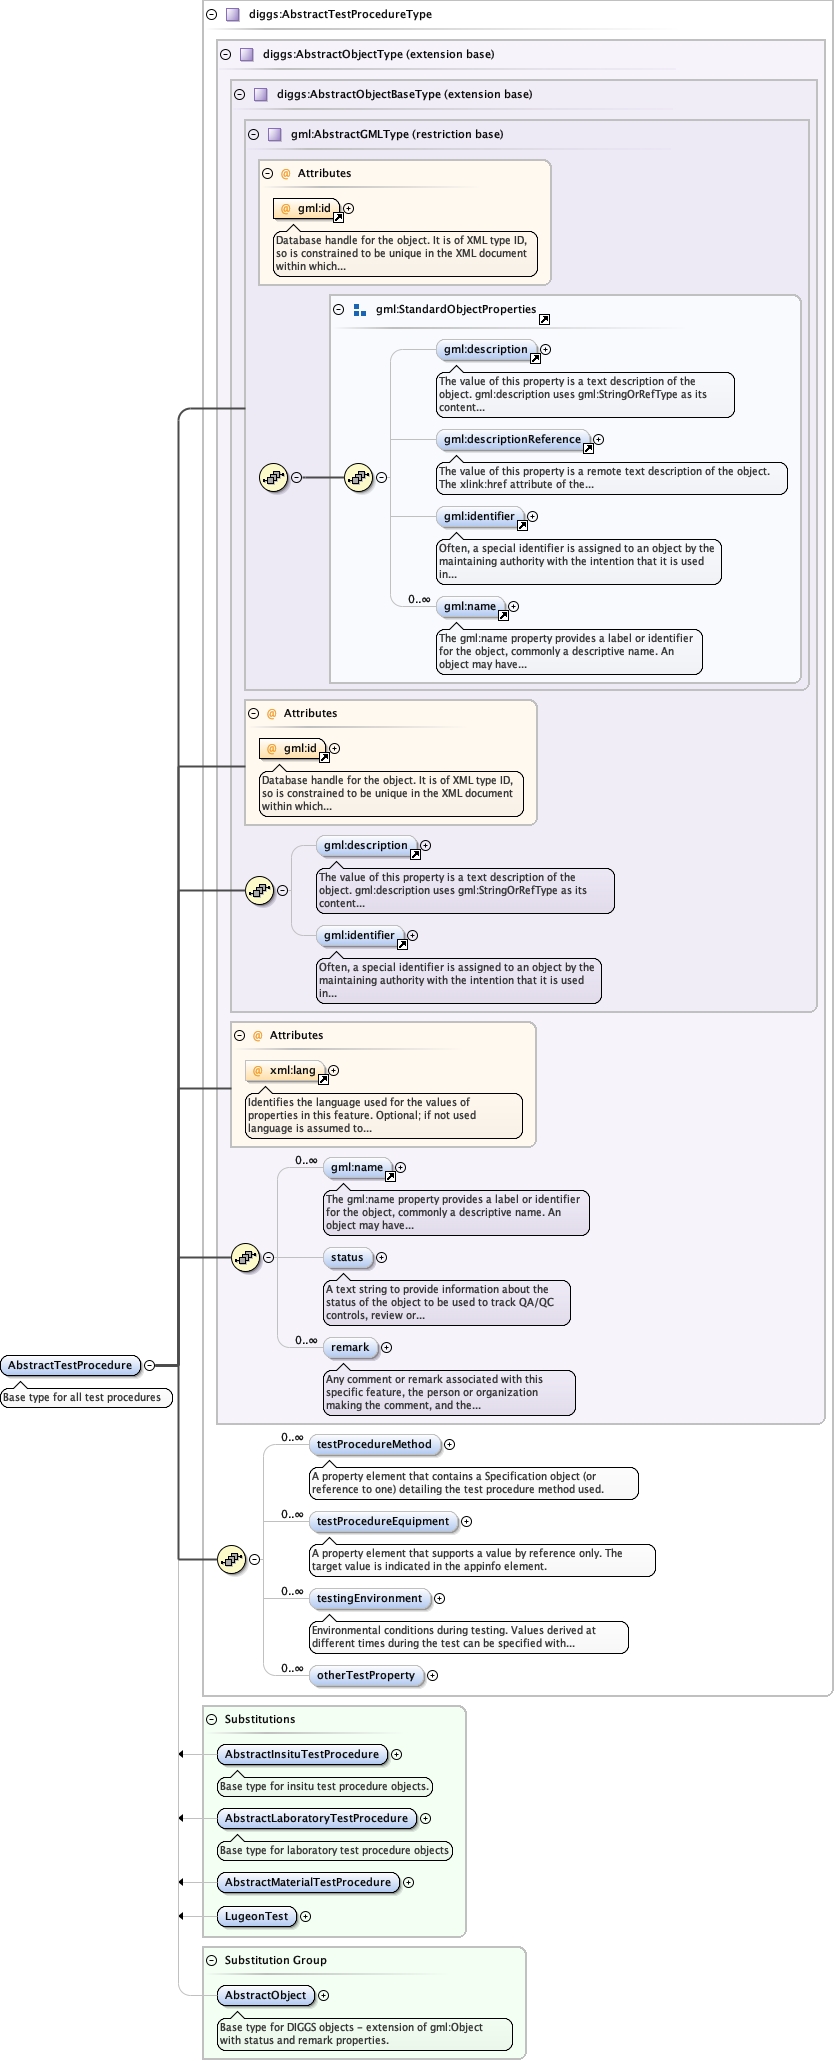 diggs:AbstractTestProcedureType
diggs:AbstractObjectType (extension base)
diggs:AbstractObjectBaseType (extension base)
gml:AbstractGMLType (restriction base)
@ Attributes
@ gml:id
Database handle for the object. It is of XML type ID,
so is constrained to be unique in the XML document
within which...
gml:StandardObjectProperties
gml:description
The value of this property is a text description of the
object. gml:description uses gml:StringOrRefType as its
content...
gml:descriptionReference
The value of this property is a remote text description of the object.
The xlink:href attribute of the...
gml:identifier
Often, a special identifier is assigned to an object by the
maintaining authority with the intention that it is used
in...
0..∞ gml:name
The gml:name property provides a label or identifier
for the object, commonly a descriptive name. An
object may have...
@ Attributes
@ gml:id
Database handle for the object. It is of XML type ID,
so is constrained to be unique in the XML document
within which...
gml:description
The value of this property is a text description of the
object. gml:description uses gml:StringOrRefType as its
content...
gml:identifier
Often, a special identifier is assigned to an object by the
maintaining authority with the intention that it is used
in...
@ Attributes
@ xml:lang
Identifies the language used for the values of
properties in this feature. Optional; if not used
language is assumed to...
0..∞ gml:name
The gml:name property provides a label or identifier
for the object, commonly a descriptive name. An
object may have...
status
A text string to provide information about the
status of the object to be used to track QA/QC
controls, review or...
0..∞ remark
Any comment or remark associated with this
specific feature, the person or organization
making the comment, and the...
AbstractTestProcedure
Base type for all test procedures
0..∞ testProcedureMethod
A property element that contains a Specification object (or
reference to one) detailing the test procedure method used.
0..∞ testProcedureEquipment
A property element that supports a value by reference only. The
target value is indicated in the appinfo element.
0..∞ testingEnvironment
Environmental conditions during testing. Values derived at
different times during the test can be specified with...
0..∞ otherTestProperty
Substitutions
AbstractInsituTestProcedure
Base type for insitu test procedure objects.
AbstractLaboratoryTestProcedure
Base type for laboratory test procedure objects
AbstractMaterialTestProcedure
LugeonTest
Substitution Group
AbstractObject
Base type for DIGGS objects – extension of gml:Object
with status and remark properties.